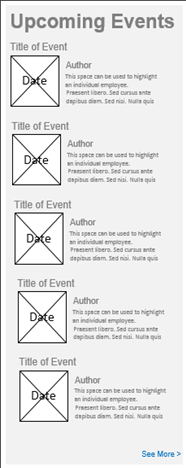 Upcoming Events
Title of Event
Date
Author
This space can be used to highlight
an individual employee.
Praesent libero. Sed cursus ante
dapibus diam. Sed nisi. Nulla quis
Title of Event
Date
Author
This space can be used to highlight
an individual employee.
Praesent libero. Sed cursus ante
dapibus diam. Sed nisi. Nulla quis
Title of Event
Date
Author
This space can be used to highlight
an individual employee.
Praesent libero. Sed cursus ante
dapibus diam. Sed nisi. Nulla quis
Title of Event
Date
Author
This space can be used to highlight
an individual employee.
Praesent libero. Sed cursus ante
dapibus diam. Sed nisi. Nulla quis
Title of Event
Date
Author
This space can be used to highlight
an individual employee.
Praesent libero. Sed cursus ante
dapibus diam. Sed nisi. Nulla quis
See More >